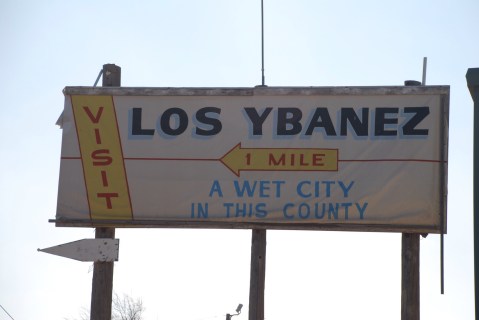 VISIT
LOS YBANEZ
1 MILE
A WET CITY
IN THIS COUNTY